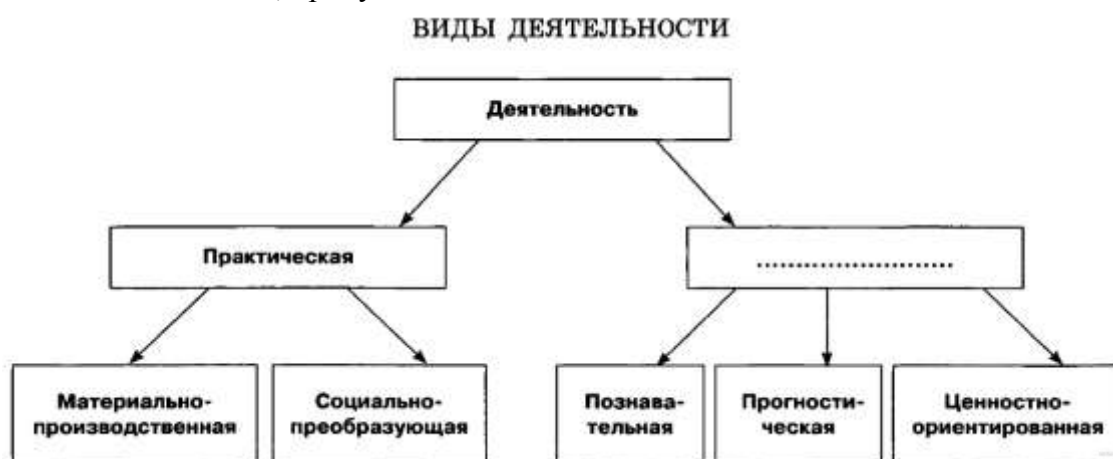 ВИДЫ ДЕЯТЕЛЬНОСТИ
Деятельность
Практическая
..........................
Материально-
производственная
Социально-
преобразующая
Познава-
тельная
Прогности-
ческая
Ценностно-
ориентированная